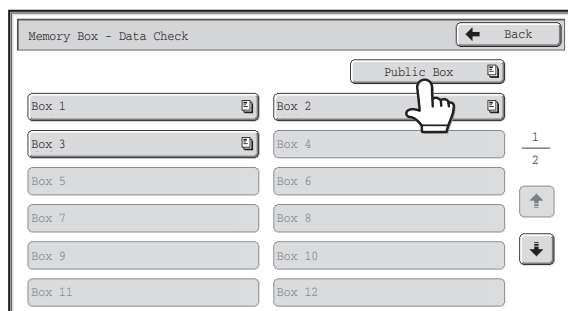 Memory Box - Data Check
Back
Public Box
Box 1
Box 2
Box 3
Box 4
1
2
Box 5
Box 6
Box 7
Box 8
Box 9
Box 10
Box 11
Box 12